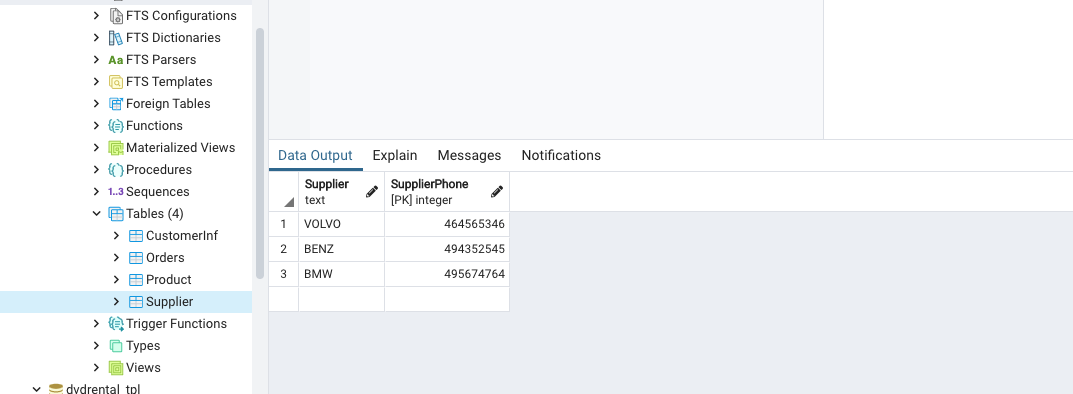 FTS Configurations
FTS Dictionaries
Aa FTS Parsers
FTS Templates
Foreign Tables
Functions
Materialized Views
Procedures
1..3 Sequences
Tables (4)
CustomerInf
Orders
Product
Supplier
Trigger Functions
Types
Views
dvdrental_tpl
Data Output Explain Messages Notifications
Supplier SupplierPhone
text [PK] integer
1 VOLVO 464565346
2 BENZ 494352545
3 BMW 495674764